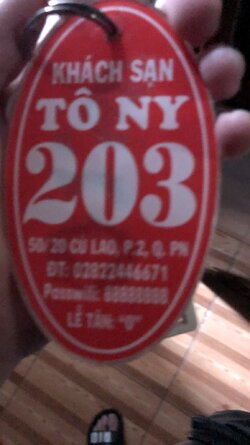 KHÁCH SẠN
TÔ NY
203
50/20 CÙ LAO, P.2, Q. PN
ĐT: 02822446671
Passwifi: 88888888
LỄ TÂN: "0"